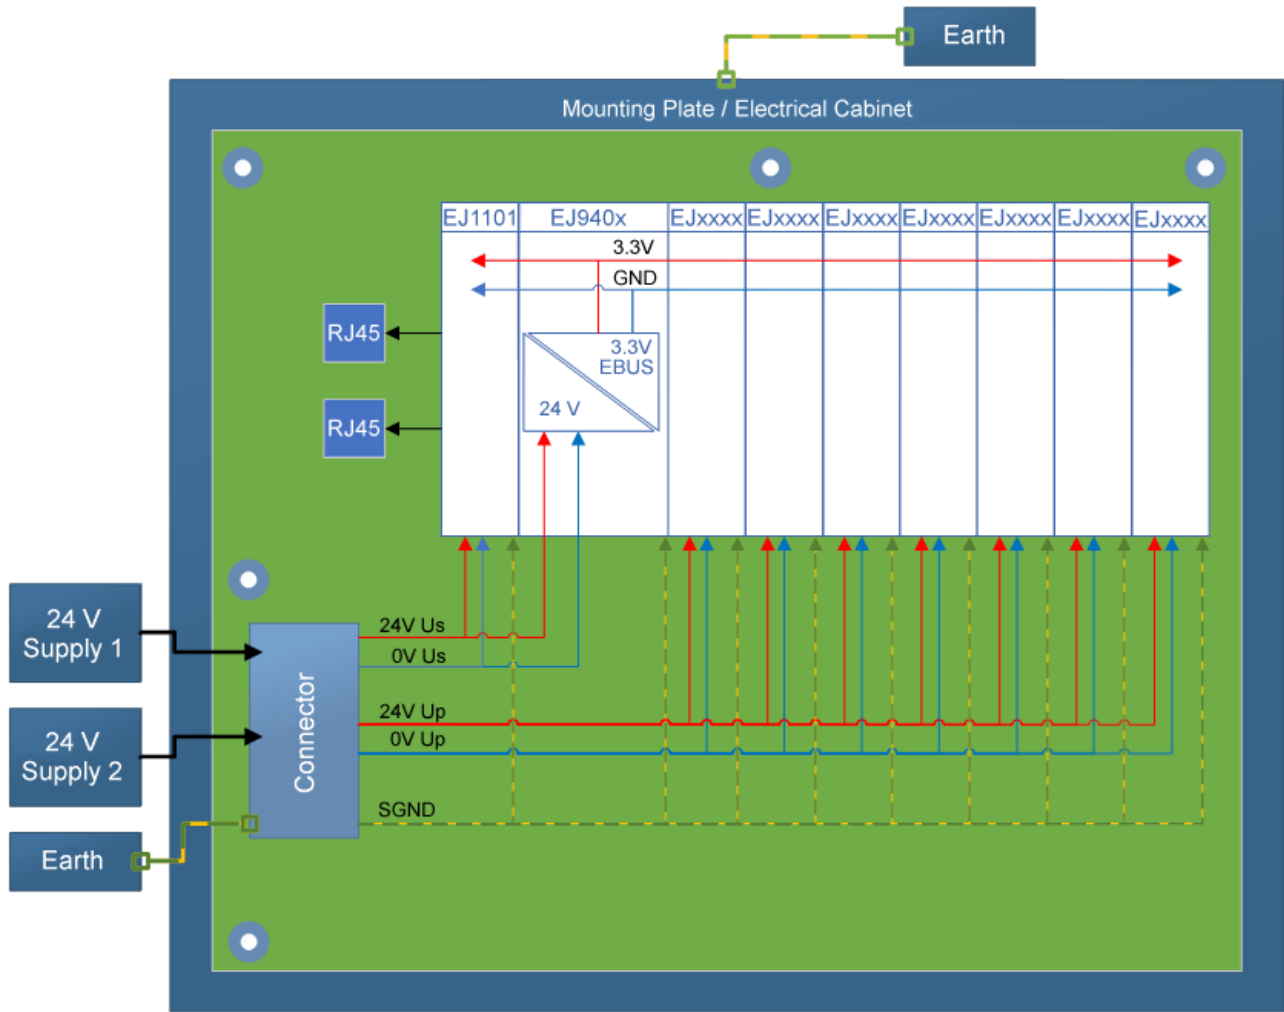 Earth
Mounting Plate / Electrical Cabinet
EJ1101
EJ940x
EJxxxx
EJxxxx
EJxxxx
EJxxxx
EJxxxx
EJxxxx
EJxxxx
3.3V
GND
RJ45
3.3V
EBUS
24 V
RJ45
24 V
Supply 1
24V Us
0V Us
24V Up
0V Up
24 V
Supply 2
Connector
SGND
Earth